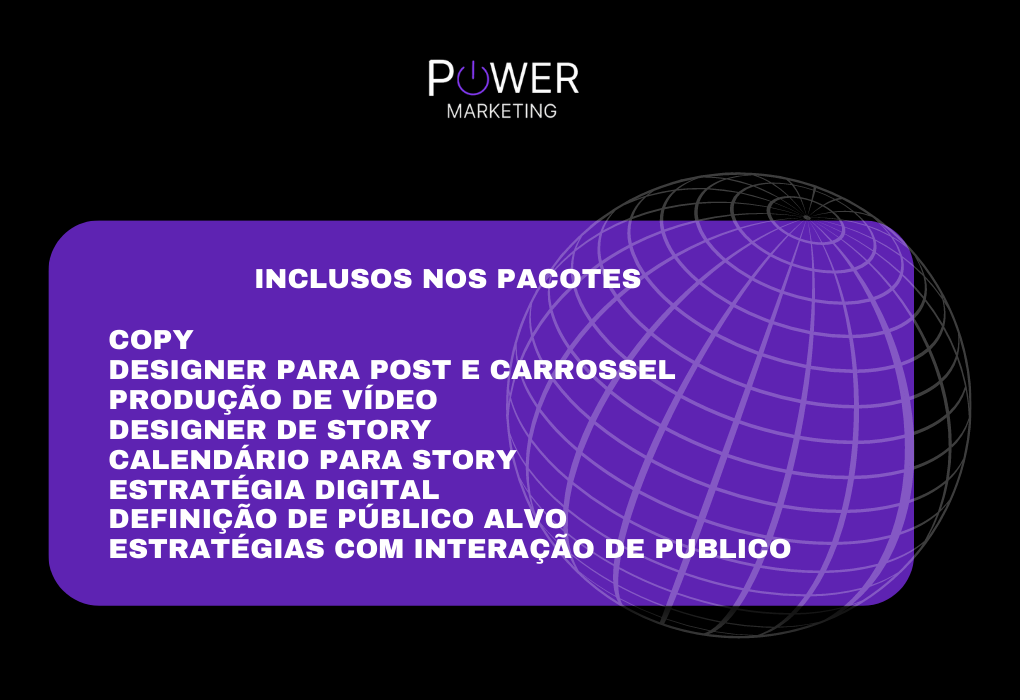 POWER
MARKETING
INCLUSOS NOS PACOTES
COPY
DESIGNER PARA POST E CARROSSEL
PRODUÇÃO DE VÍDEO
DESIGNER DE STORY
CALENDÁRIO PARA STORY
ESTRATÉGIA DIGITAL
DEFINIÇÃO DE PÚBLICO ALVO
ESTRATÉGIAS COM INTERAÇÃO DE PUBLICO